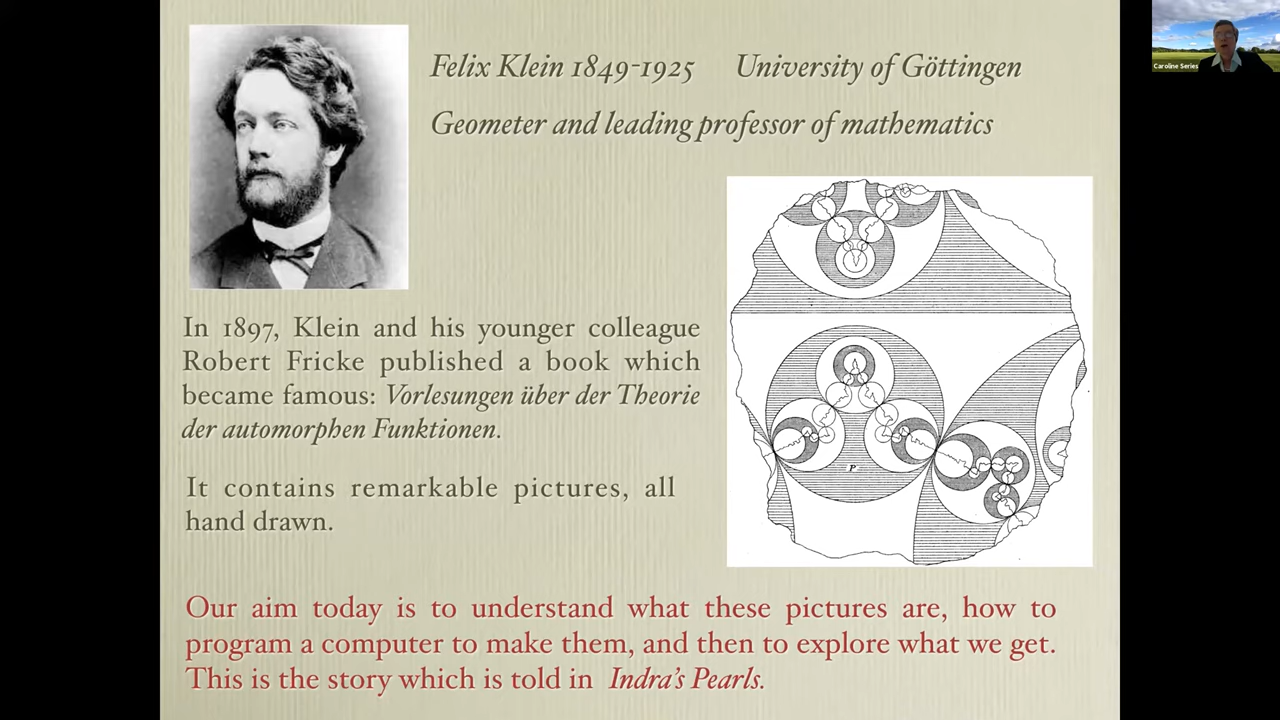 Felix Klein 1849-1925 University of Göttingen
Geometer and leading professor of mathematics
Caroline Series
In 1897, Klein and his younger colleague
Robert Fricke published a book which
became famous: Vorlesungen über der Theorie
der automorphen Funktionen.
It contains remarkable pictures, all
hand drawn.
P
Our aim today is to understand what these pictures are, how to
program a computer to make them, and then to explore what we get.
This is the story which is told in Indra's Pearls.